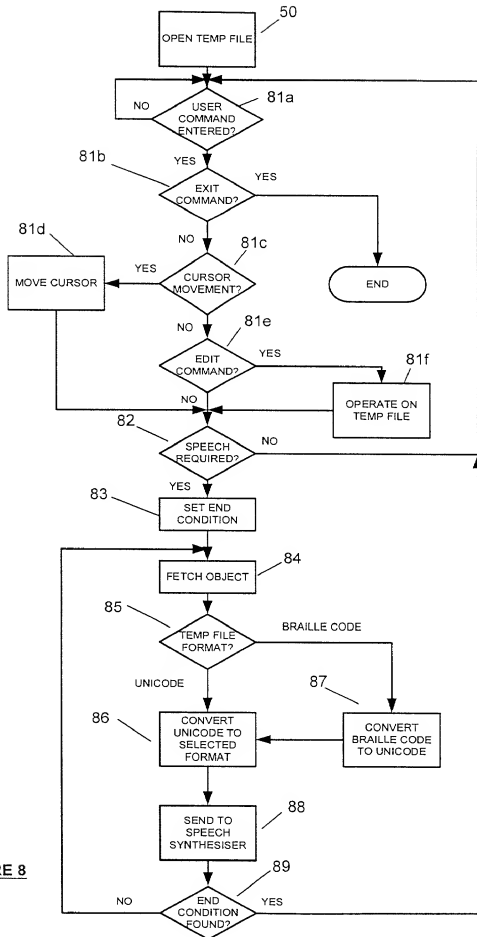 50
OPEN TEMP FILE
NO
USER
COMMAND
ENTERED?
81a
81b
YES
EXIT
COMMAND?
YES
81d
NO
81c
MOVE CURSOR
YES
CURSOR
MOVEMENT?
END
NO
81e
EDIT
COMMAND?
YES
81f
NO
OPERATE ON
TEMP FILE
82
SPEECH
REQUIRED?
NO
YES
83
SET END
CONDITION
FETCH OBJECT
84
85
TEMP FILE
FORMAT?
BRAILLE CODE
UNICODE
86
CONVERT
UNICODE TO
SELECTED
FORMAT
87
CONVERT
BRAILLE CODE
TO UNICODE
SEND TO
SPEECH
SYNTHESISER
88
RE 8
89
NO
END
CONDITION
FOUND?
YES